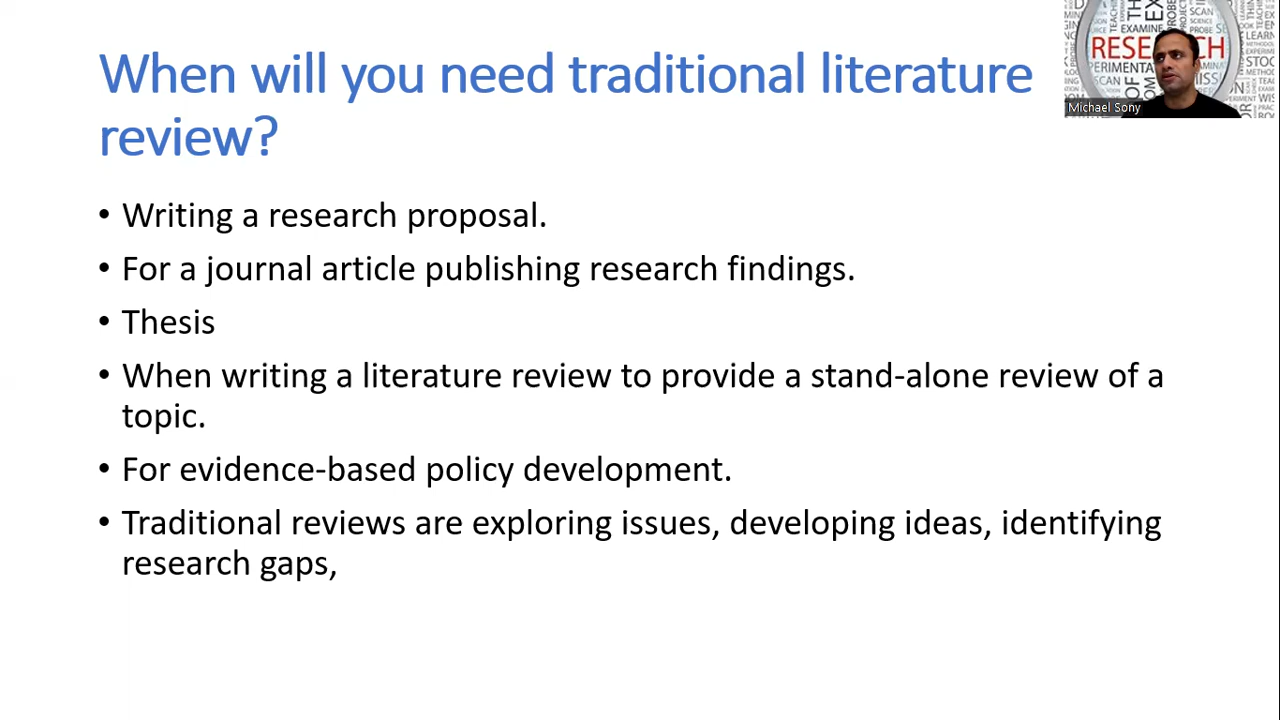 When will you need traditional literature
review?
• Writing a research proposal.
• For a journal article publishing research findings.
• Thesis
• When writing a literature review to provide a stand-alone review of a
topic.
• For evidence-based policy development.
• Traditional reviews are exploring issues, developing ideas, identifying
research gaps,
RESEARCH
Michael Sony